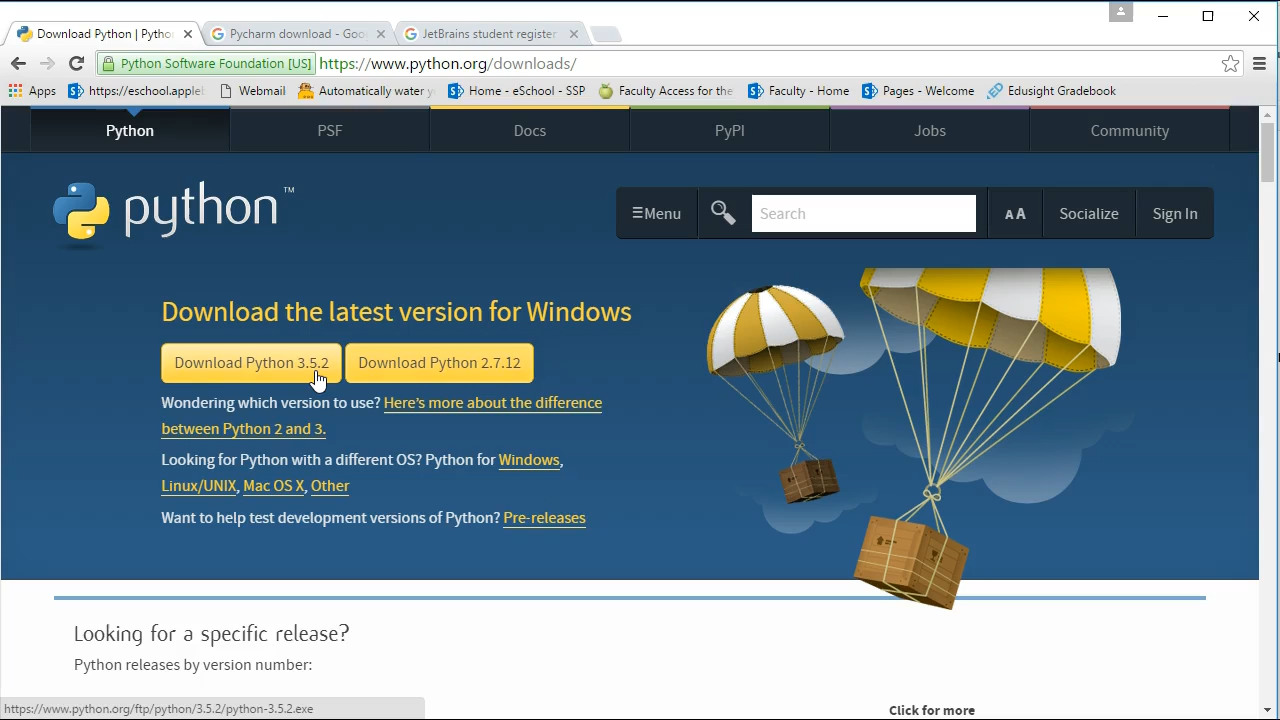 Download Python | Pytho
Pycharm download - Goo
JetBrains student register
Python Software Foundation [US] https://www.python.org/downloads/
Apps https://eschool.apple Webmail Automatically water y Home - eSchool - SSP Faculty Access for the Faculty - Home Pages - Welcome Edusight Gradebook
Python PSF Docs PyPI Jobs Community
python™
Menu Search AA Socialize Sign In
Download the latest version for Windows
Download Python 3.5.2 Download Python 2.7.12
Wondering which version to use? Here's more about the difference
between Python 2 and 3.
Looking for Python with a different OS? Python for Windows,
Linux/UNIX, Mac OS X, Other
Want to help test development versions of Python? Pre-releases
Looking for a specific release?
Python releases by version number:
https://www.python.org/ftp/python/3.5.2/python-3.5.2.exe
Click for more